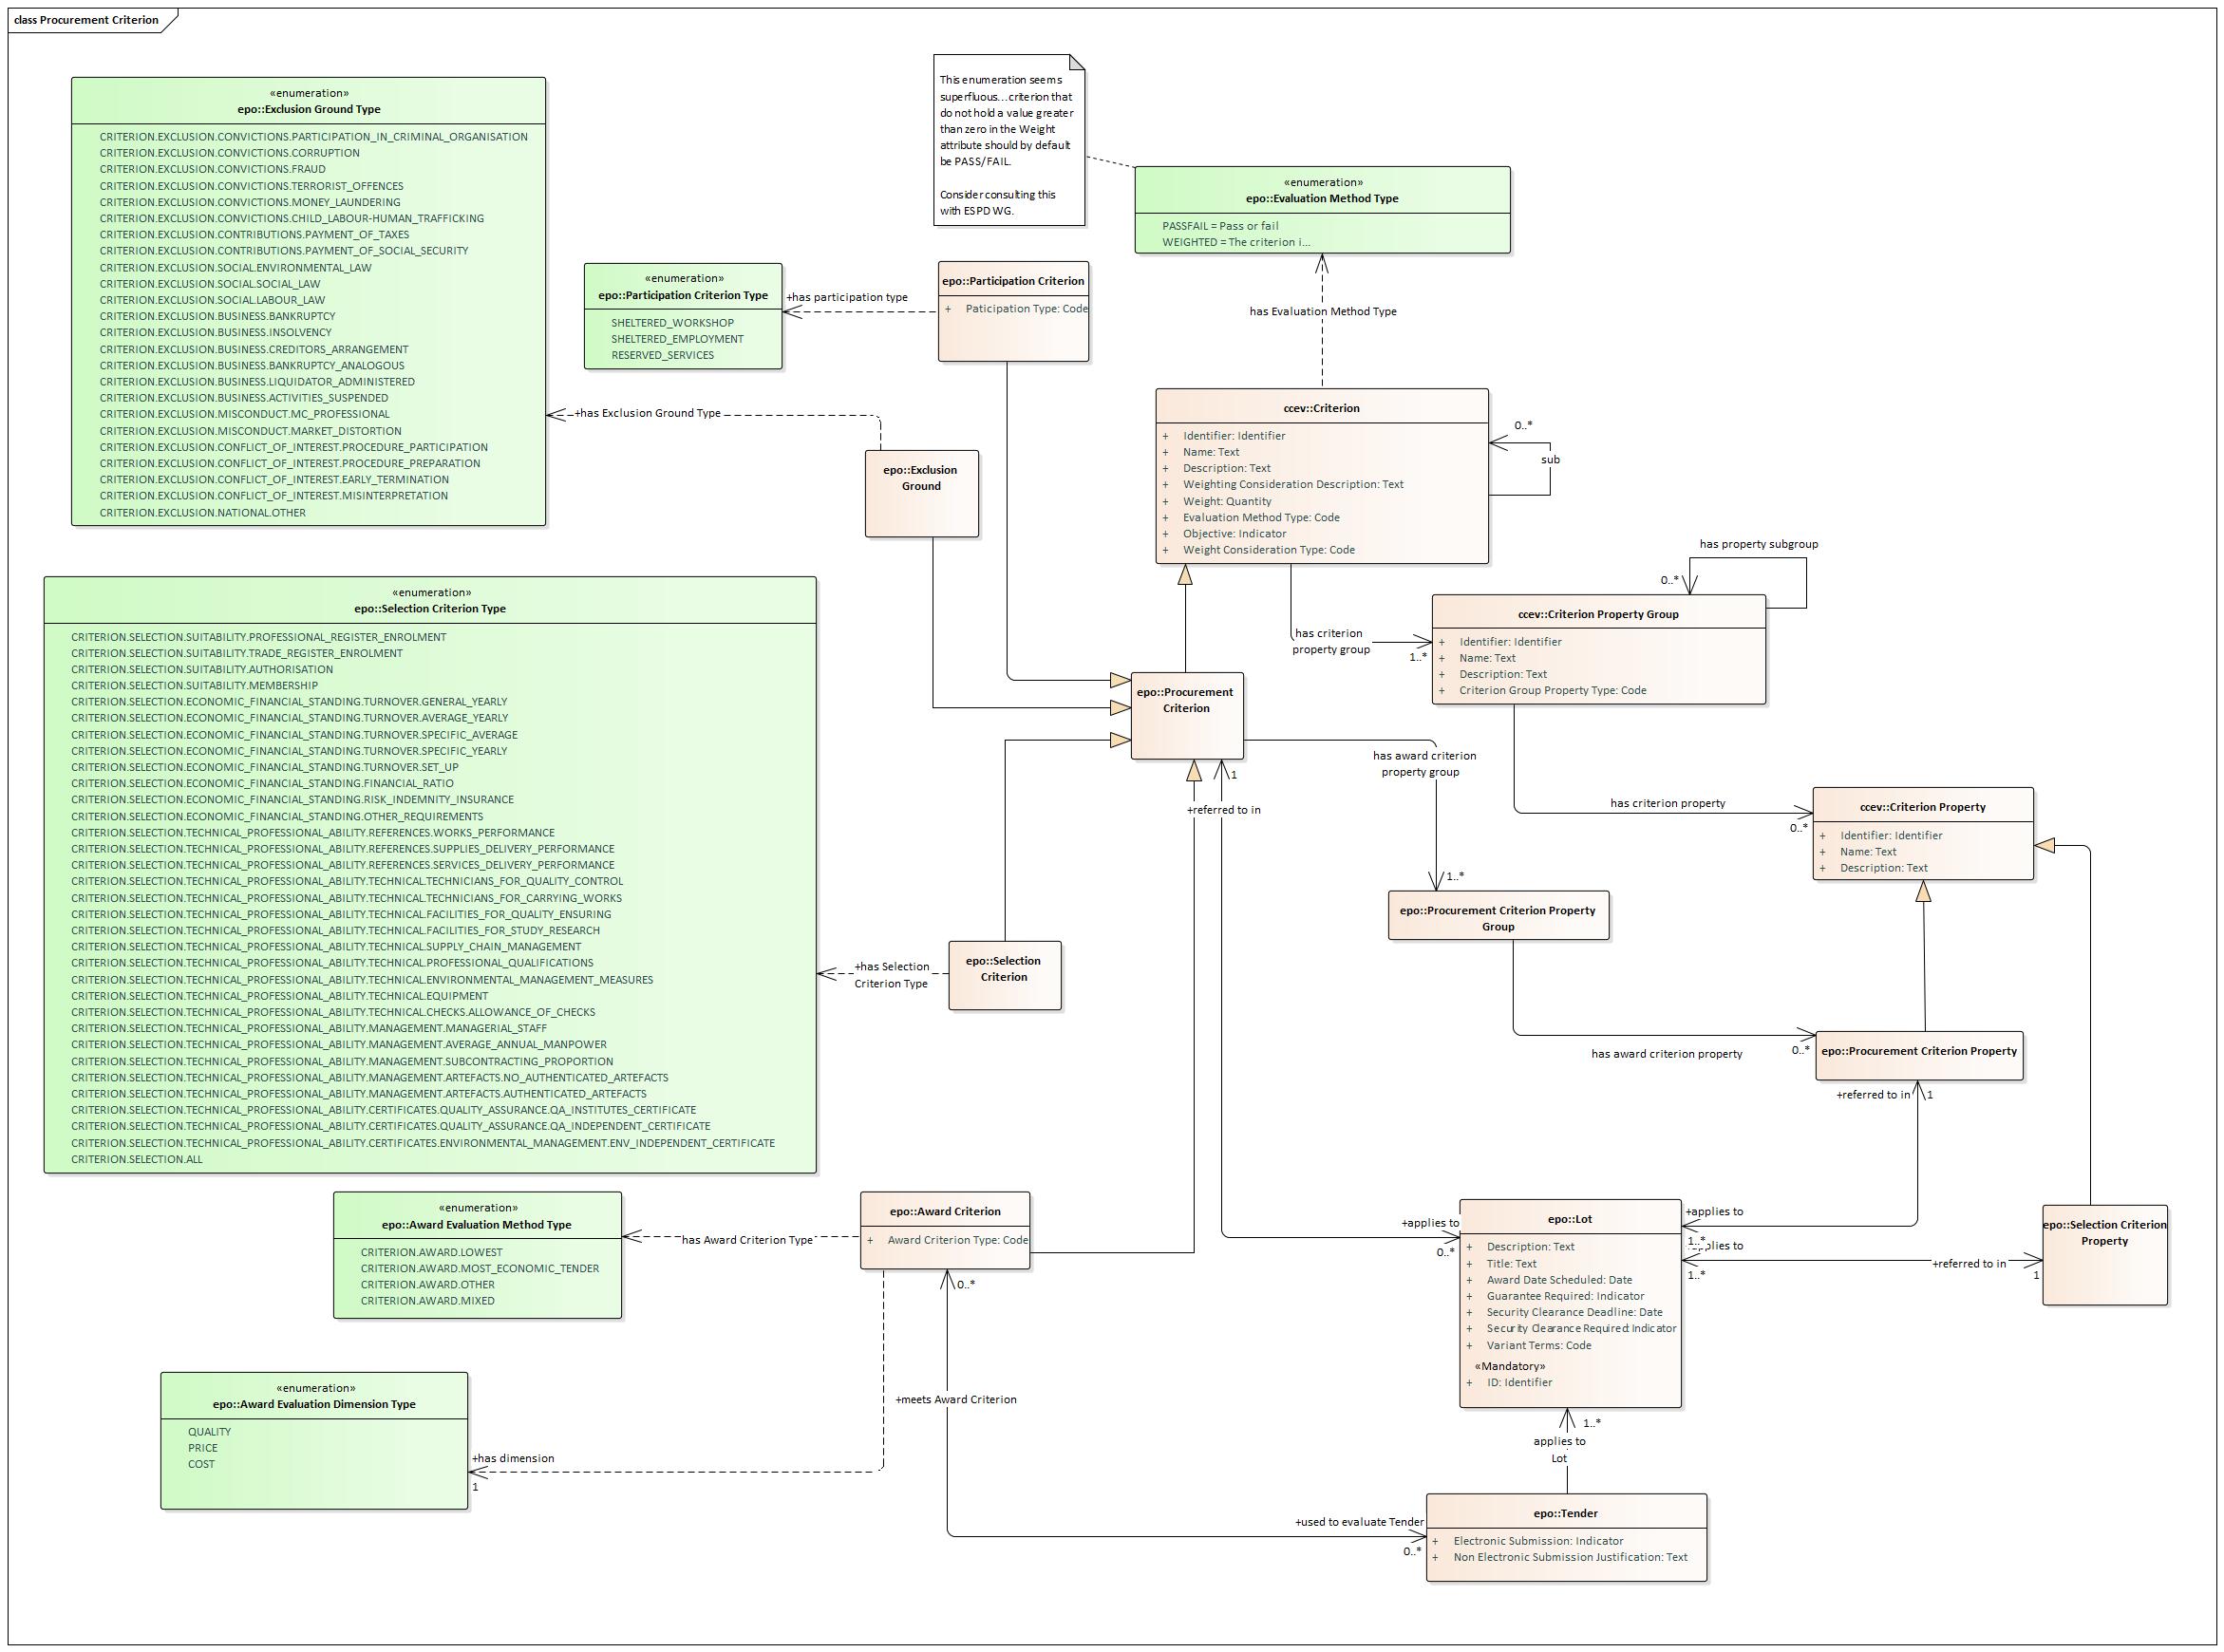 class Procurement Criterion
«enumeration»
epo::Exclusion Ground Type
CRITERION.EXCLUSION.CONVICTIONS.PARTICIPATION_IN_CRIMINAL_ORGANISATION
CRITERION.EXCLUSION.CONVICTIONS.CORRUPTION
CRITERION.EXCLUSION.CONVICTIONS.FRAUD
CRITERION.EXCLUSION.CONVICTIONS.TERRORIST_OFFENCES
CRITERION.EXCLUSION.CONVICTIONS.MONEY_LAUNDERING
CRITERION.EXCLUSION.CONVICTIONS.CHILD_LABOUR-HUMAN_TRAFFICKING
CRITERION.EXCLUSION.CONTRIBUTIONS.PAYMENT_OF_TAXES
CRITERION.EXCLUSION.CONTRIBUTIONS.PAYMENT_OF_SOCIAL_SECURITY
CRITERION.EXCLUSION.SOCIAL.ENVIRONMENTAL_LAW
CRITERION.EXCLUSION.SOCIAL.SOCIAL_LAW
CRITERION.EXCLUSION.SOCIAL.LABOUR_LAW
CRITERION.EXCLUSION.BUSINESS.BANKRUPTCY
CRITERION.EXCLUSION.BUSINESS.INSOLVENCY
CRITERION.EXCLUSION.BUSINESS.CREDITORS_ARRANGEMENT
CRITERION.EXCLUSION.BUSINESS.BANKRUPTCY_ANALOGOUS
CRITERION.EXCLUSION.BUSINESS.LIQUIDATOR_ADMINISTERED
CRITERION.EXCLUSION.BUSINESS.ACTIVITIES_SUSPENDED
CRITERION.EXCLUSION.MISCONDUCT.MC_PROFESSIONAL
CRITERION.EXCLUSION.MISCONDUCT.MARKET_DISTORTION
CRITERION.EXCLUSION.CONFLICT_OF_INTEREST.PROCEDURE_PARTICIPATION
CRITERION.EXCLUSION.CONFLICT_OF_INTEREST.PROCEDURE_PREPARATION
CRITERION.EXCLUSION.CONFLICT_OF_INTEREST.EARLY_TERMINATION
CRITERION.EXCLUSION.CONFLICT_OF_INTEREST.MISINTERPRETATION
CRITERION.EXCLUSION.NATIONAL.OTHER
This enumeration seems
superfluous...criterion that
do not hold a value greater
than zero in the Weight
attribute should by default
be PASS/FAIL.
Consider consulting this
with ESPD WG.
«enumeration»
epo::Evaluation Method Type
PASSFAIL = Pass or fail
WEIGHTED = The criterion i...
«enumeration»
epo::Participation Criterion Type
SHELTERED_WORKSHOP
SHELTERED_EMPLOYMENT
RESERVED_SERVICES
+has participation type
epo::Participation Criterion
+ Paticipation Type: Code
has Evaluation Method Type
+has Exclusion Ground Type
epo::Exclusion
Ground
ccev::Criterion
+ Identifier: Identifier
+ Name: Text
+ Description: Text
+ Weighting Consideration Description: Text
+ Weight: Quantity
+ Evaluation Method Type: Code
+ Objective: Indicator
+ Weight Consideration Type: Code
0..*
sub
has property subgroup
0..*
has criterion
property group
1..*
ccev::Criterion Property Group
+ Identifier: Identifier
+ Name: Text
+ Description: Text
+ Criterion Group Property Type: Code
«enumeration»
epo::Selection Criterion Type
CRITERION.SELECTION.SUITABILITY.PROFESSIONAL_REGISTER_ENROLMENT
CRITERION.SELECTION.SUITABILITY.TRADE_REGISTER_ENROLMENT
CRITERION.SELECTION.SUITABILITY.AUTHORISATION
CRITERION.SELECTION.SUITABILITY.MEMBERSHIP
CRITERION.SELECTION.ECONOMIC_FINANCIAL_STANDING.TURNOVER.GENERAL_YEARLY
CRITERION.SELECTION.ECONOMIC_FINANCIAL_STANDING.TURNOVER.AVERAGE_YEARLY
CRITERION.SELECTION.ECONOMIC_FINANCIAL_STANDING.TURNOVER.SPECIFIC_AVERAGE
CRITERION.SELECTION.ECONOMIC_FINANCIAL_STANDING.TURNOVER.SPECIFIC_YEARLY
CRITERION.SELECTION.ECONOMIC_FINANCIAL_STANDING.TURNOVER.SET_UP
CRITERION.SELECTION.ECONOMIC_FINANCIAL_STANDING.FINANCIAL_RATIO
CRITERION.SELECTION.ECONOMIC_FINANCIAL_STANDING.RISK_INDEMNITY_INSURANCE
CRITERION.SELECTION.ECONOMIC_FINANCIAL_STANDING.OTHER_REQUIREMENTS
CRITERION.SELECTION.TECHNICAL_PROFESSIONAL_ABILITY.REFERENCES.WORKS_PERFORMANCE
CRITERION.SELECTION.TECHNICAL_PROFESSIONAL_ABILITY.REFERENCES.SUPPLIES_DELIVERY_PERFORMANCE
CRITERION.SELECTION.TECHNICAL_PROFESSIONAL_ABILITY.REFERENCES.SERVICES_DELIVERY_PERFORMANCE
CRITERION.SELECTION.TECHNICAL_PROFESSIONAL_ABILITY.TECHNICAL.TECHNICIANS_FOR_QUALITY_CONTROL
CRITERION.SELECTION.TECHNICAL_PROFESSIONAL_ABILITY.TECHNICAL.TECHNICIANS_FOR_CARRYING_WORKS
CRITERION.SELECTION.TECHNICAL_PROFESSIONAL_ABILITY.TECHNICAL.FACILITIES_FOR_QUALITY_ENSURING
CRITERION.SELECTION.TECHNICAL_PROFESSIONAL_ABILITY.TECHNICAL.FACILITIES_FOR_STUDY_RESEARCH
CRITERION.SELECTION.TECHNICAL_PROFESSIONAL_ABILITY.TECHNICAL.SUPPLY_CHAIN_MANAGEMENT
CRITERION.SELECTION.TECHNICAL_PROFESSIONAL_ABILITY.TECHNICAL.PROFESSIONAL_QUALIFICATIONS
CRITERION.SELECTION.TECHNICAL_PROFESSIONAL_ABILITY.TECHNICAL.ENVIRONMENTAL_MANAGEMENT_MEASURES
CRITERION.SELECTION.TECHNICAL_PROFESSIONAL_ABILITY.TECHNICAL.EQUIPMENT
CRITERION.SELECTION.TECHNICAL_PROFESSIONAL_ABILITY.TECHNICAL.CHECKS.ALLOWANCE_OF_CHECKS
CRITERION.SELECTION.TECHNICAL_PROFESSIONAL_ABILITY.MANAGEMENT.MANAGERIAL_STAFF
CRITERION.SELECTION.TECHNICAL_PROFESSIONAL_ABILITY.MANAGEMENT.AVERAGE_ANNUAL_MANPOWER
CRITERION.SELECTION.TECHNICAL_PROFESSIONAL_ABILITY.MANAGEMENT.SUBCONTRACTING_PROPORTION
CRITERION.SELECTION.TECHNICAL_PROFESSIONAL_ABILITY.MANAGEMENT.ARTEFACTS.NO_AUTHENTICATED_ARTEFACTS
CRITERION.SELECTION.TECHNICAL_PROFESSIONAL_ABILITY.MANAGEMENT.ARTEFACTS.AUTHENTICATED_ARTEFACTS
CRITERION.SELECTION.TECHNICAL_PROFESSIONAL_ABILITY.CERTIFICATES.QUALITY_ASSURANCE.QA_INSTITUTES_CERTIFICATE
CRITERION.SELECTION.TECHNICAL_PROFESSIONAL_ABILITY.CERTIFICATES.QUALITY_ASSURANCE.QA_INDEPENDENT_CERTIFICATE
CRITERION.SELECTION.TECHNICAL_PROFESSIONAL_ABILITY.CERTIFICATES.ENVIRONMENTAL_MANAGEMENT.ENV_INDEPENDENT_CERTIFICATE
CRITERION.SELECTION.ALL
epo::Procurement
Criterion
1
+referred to in
has award criterion
property group
1..*
has criterion property
0..*
ccev::Criterion Property
+ Identifier: Identifier
+ Name: Text
+ Description: Text
epo::Procurement Criterion Property
Group
+has Selection
Criterion Type
epo::Selection
Criterion
has award criterion property
0..*
epo::Procurement Criterion Property
+referred to in
1
«enumeration»
epo::Award Evaluation Method Type
CRITERION.AWARD.LOWEST
CRITERION.AWARD.MOST_ECONOMIC_TENDER
CRITERION.AWARD.OTHER
CRITERION.AWARD.MIXED
has Award Criterion Type
epo::Award Criterion
+ Award Criterion Type: Code
0..*
+applies to
0..*
epo::Lot
+ Description: Text
+ Title: Text
+ Award Date Scheduled: Date
+ Guarantee Required: Indicator
+ Security Clearance Deadline: Date
+ Security Clearance Required: Indicator
+ Variant Terms: Code
«Mandatory»
+ ID: Identifier
+applies to
1..*
plies to
1..*
+referred to in
1
epo::Selection Criterion
Property
«enumeration»
epo::Award Evaluation Dimension Type
QUALITY
PRICE
COST
+has dimension
1
+meets Award Criterion
1..*
applies to
Lot
+used to evaluate Tender
0..*
epo::Tender
+ Electronic Submission: Indicator
+ Non Electronic Submission Justification: Text